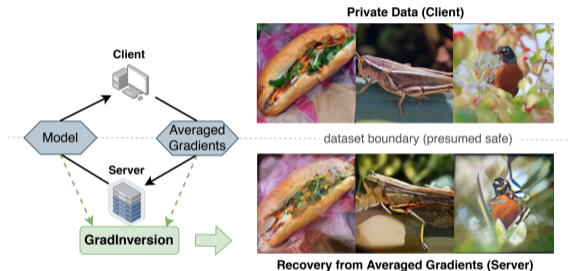 Private Data (Client)
Client
Model
Averaged
Gradients
dataset boundary (presumed safe)
Server
GradInversion
Recovery from Averaged Gradients (Server)